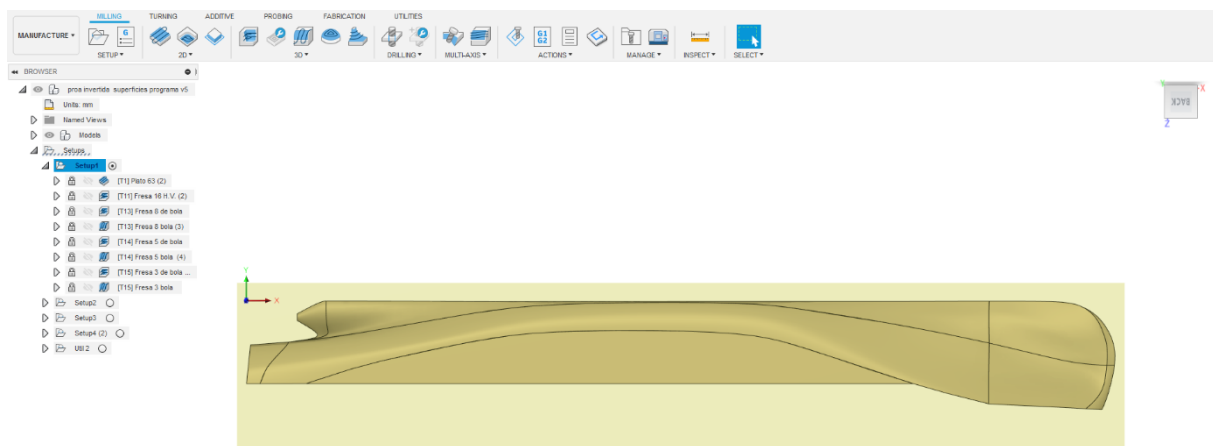 MILLING TURNING ADDITIVE PROBING FABRICATION UTILITIES
MANUFACTURE
G
G1
G2
SETUP 2D 3D DRILLING MULTI-AXIS ACTIONS MANAGE INSPECT SELECT
BROWSER
proa invertida superficies programa v5
Units: mm
Named Views
Models
Setups
Setup1
[T1] Plato 63 (2)
[T11] Fresa 16 H.V. (2)
[T13] Fresa 8 de bola
[T13] Fresa 8 bola (3)
[T14] Fresa 5 de bola
[T14] Fresa 5 bola (4)
[T15] Fresa 3 de bola ...
[T15] Fresa 3 bola
Setup2
Setup3
Setup4 (2)
Util 2
Y
X
X
BACK
Z